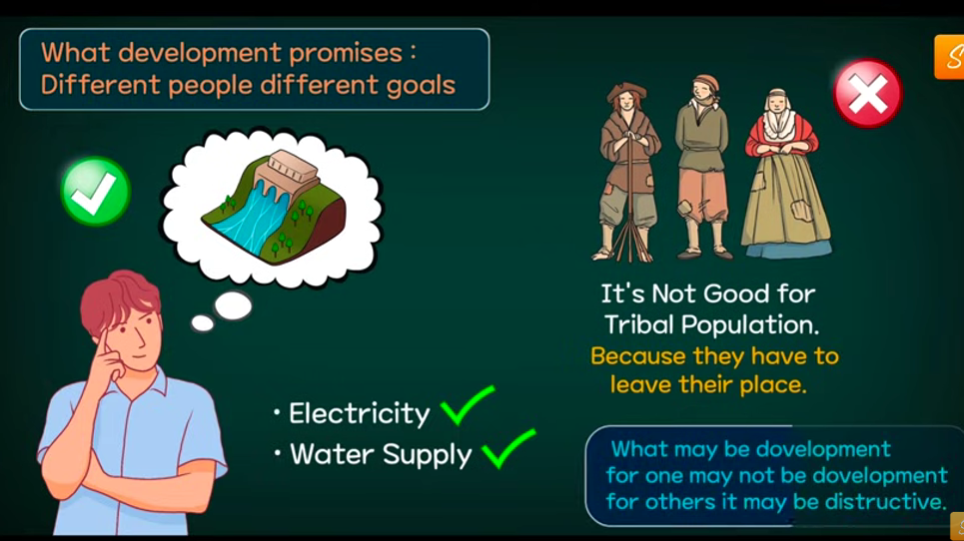 What development promises :
Different people different goals
S
It's Not Good for
Tribal Population.
Because they have to
leave their place.
• Electricity
• Water Supply
What may be dovelopment
for one may not be dovelopment
for others it may be distructive.